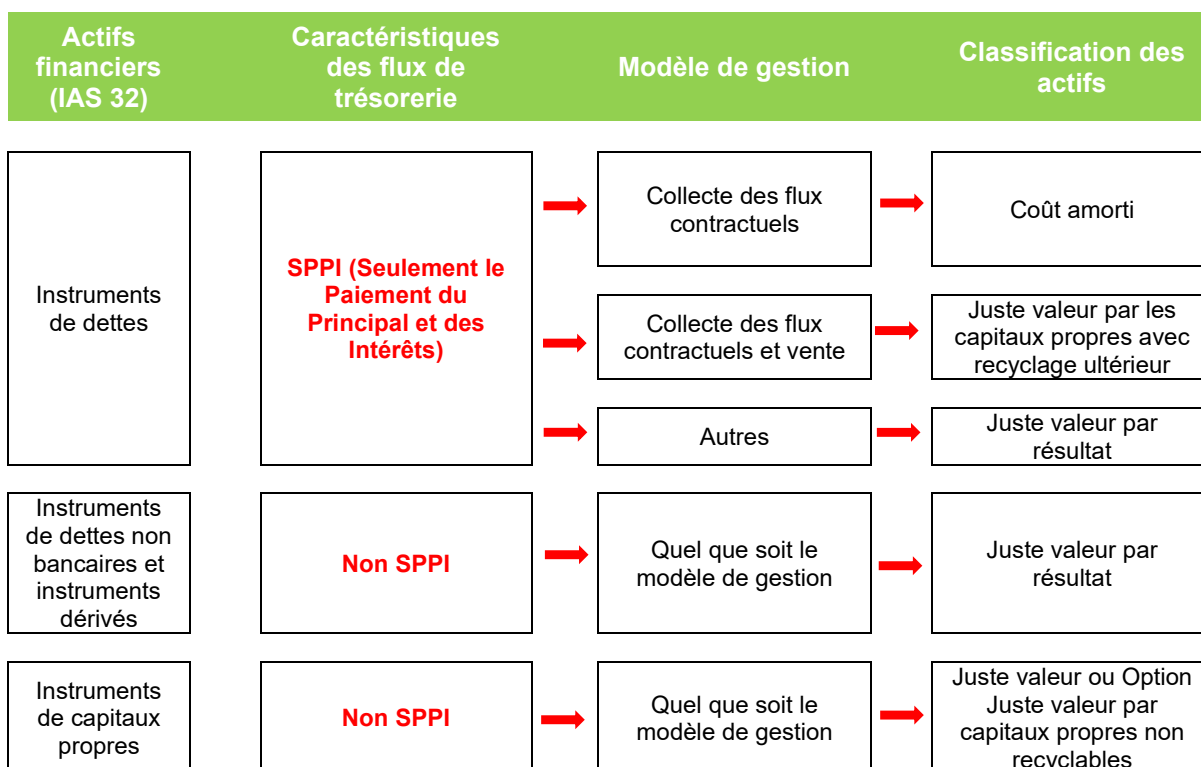 Actifs
financiers
(IAS 32)
Caractéristiques
des flux de
trésorerie
Modèle de gestion
Classification des
actifs
Instruments
de dettes
SPPI (Seulement le
Paiement du
Principal et des
Intérêts)
Collecte des flux
contractuels
Coût amorti
Collecte des flux
contractuels et vente
Juste valeur par les
capitaux propres avec
recyclage ultérieur
Autres
Juste valeur par
résultat
Instruments
de dettes non
bancaires et
instruments
dérivés
Non SPPI
Quel que soit le
modèle de gestion
Juste valeur par
résultat
Instruments
de capitaux
propres
Non SPPI
Quel que soit le
modèle de gestion
Juste valeur ou Option
Juste valeur par
capitaux propres non
recyclables